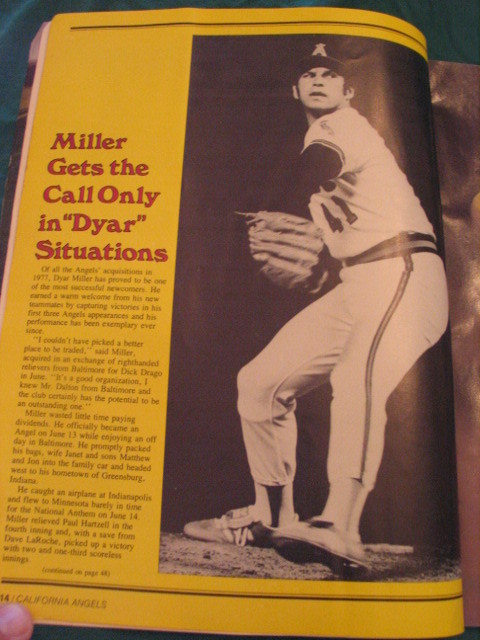 Miller
Gets the
Call Only
in "Dyar"
Situations
Of all the Angels' acquisitions in
1977, Dyar Miller has proved to be one
of the most successful newcomers. He
earned a warm welcome from his new
teammates by capturing victories in his
first three Angels appearances and his
performance has been exemplary ever
since.
"I couldn't have picked a better
place to be traded," said Miller,
acquired in an exchange of righthanded
relievers from Baltimore for Dick Drago
in June. "It's a good organization, I
knew Mr. Dalton from Baltimore and
the club certainly has the potential to be
an outstanding one."
Miller wasted little time paying
dividends. He officially became an
Angel on June 13 while enjoying an off
day in Baltimore. He promptly packed
his bags, wife Janet and sons Matthew
and Jon into the family car and headed
west to his hometown of Greensburg,
Indiana.
He caught an airplane at Indianapolis
and flew to Minnesota barely in time
for the National Anthem on June 14.
Miller relieved Paul Hartzell in the
fourth inning and, with a save from
Dave LaRoche, picked up a victory
with two and one-third scoreless
innings.
(continued on page 48)
14 / CALIFORNIA ANGELS
A
41